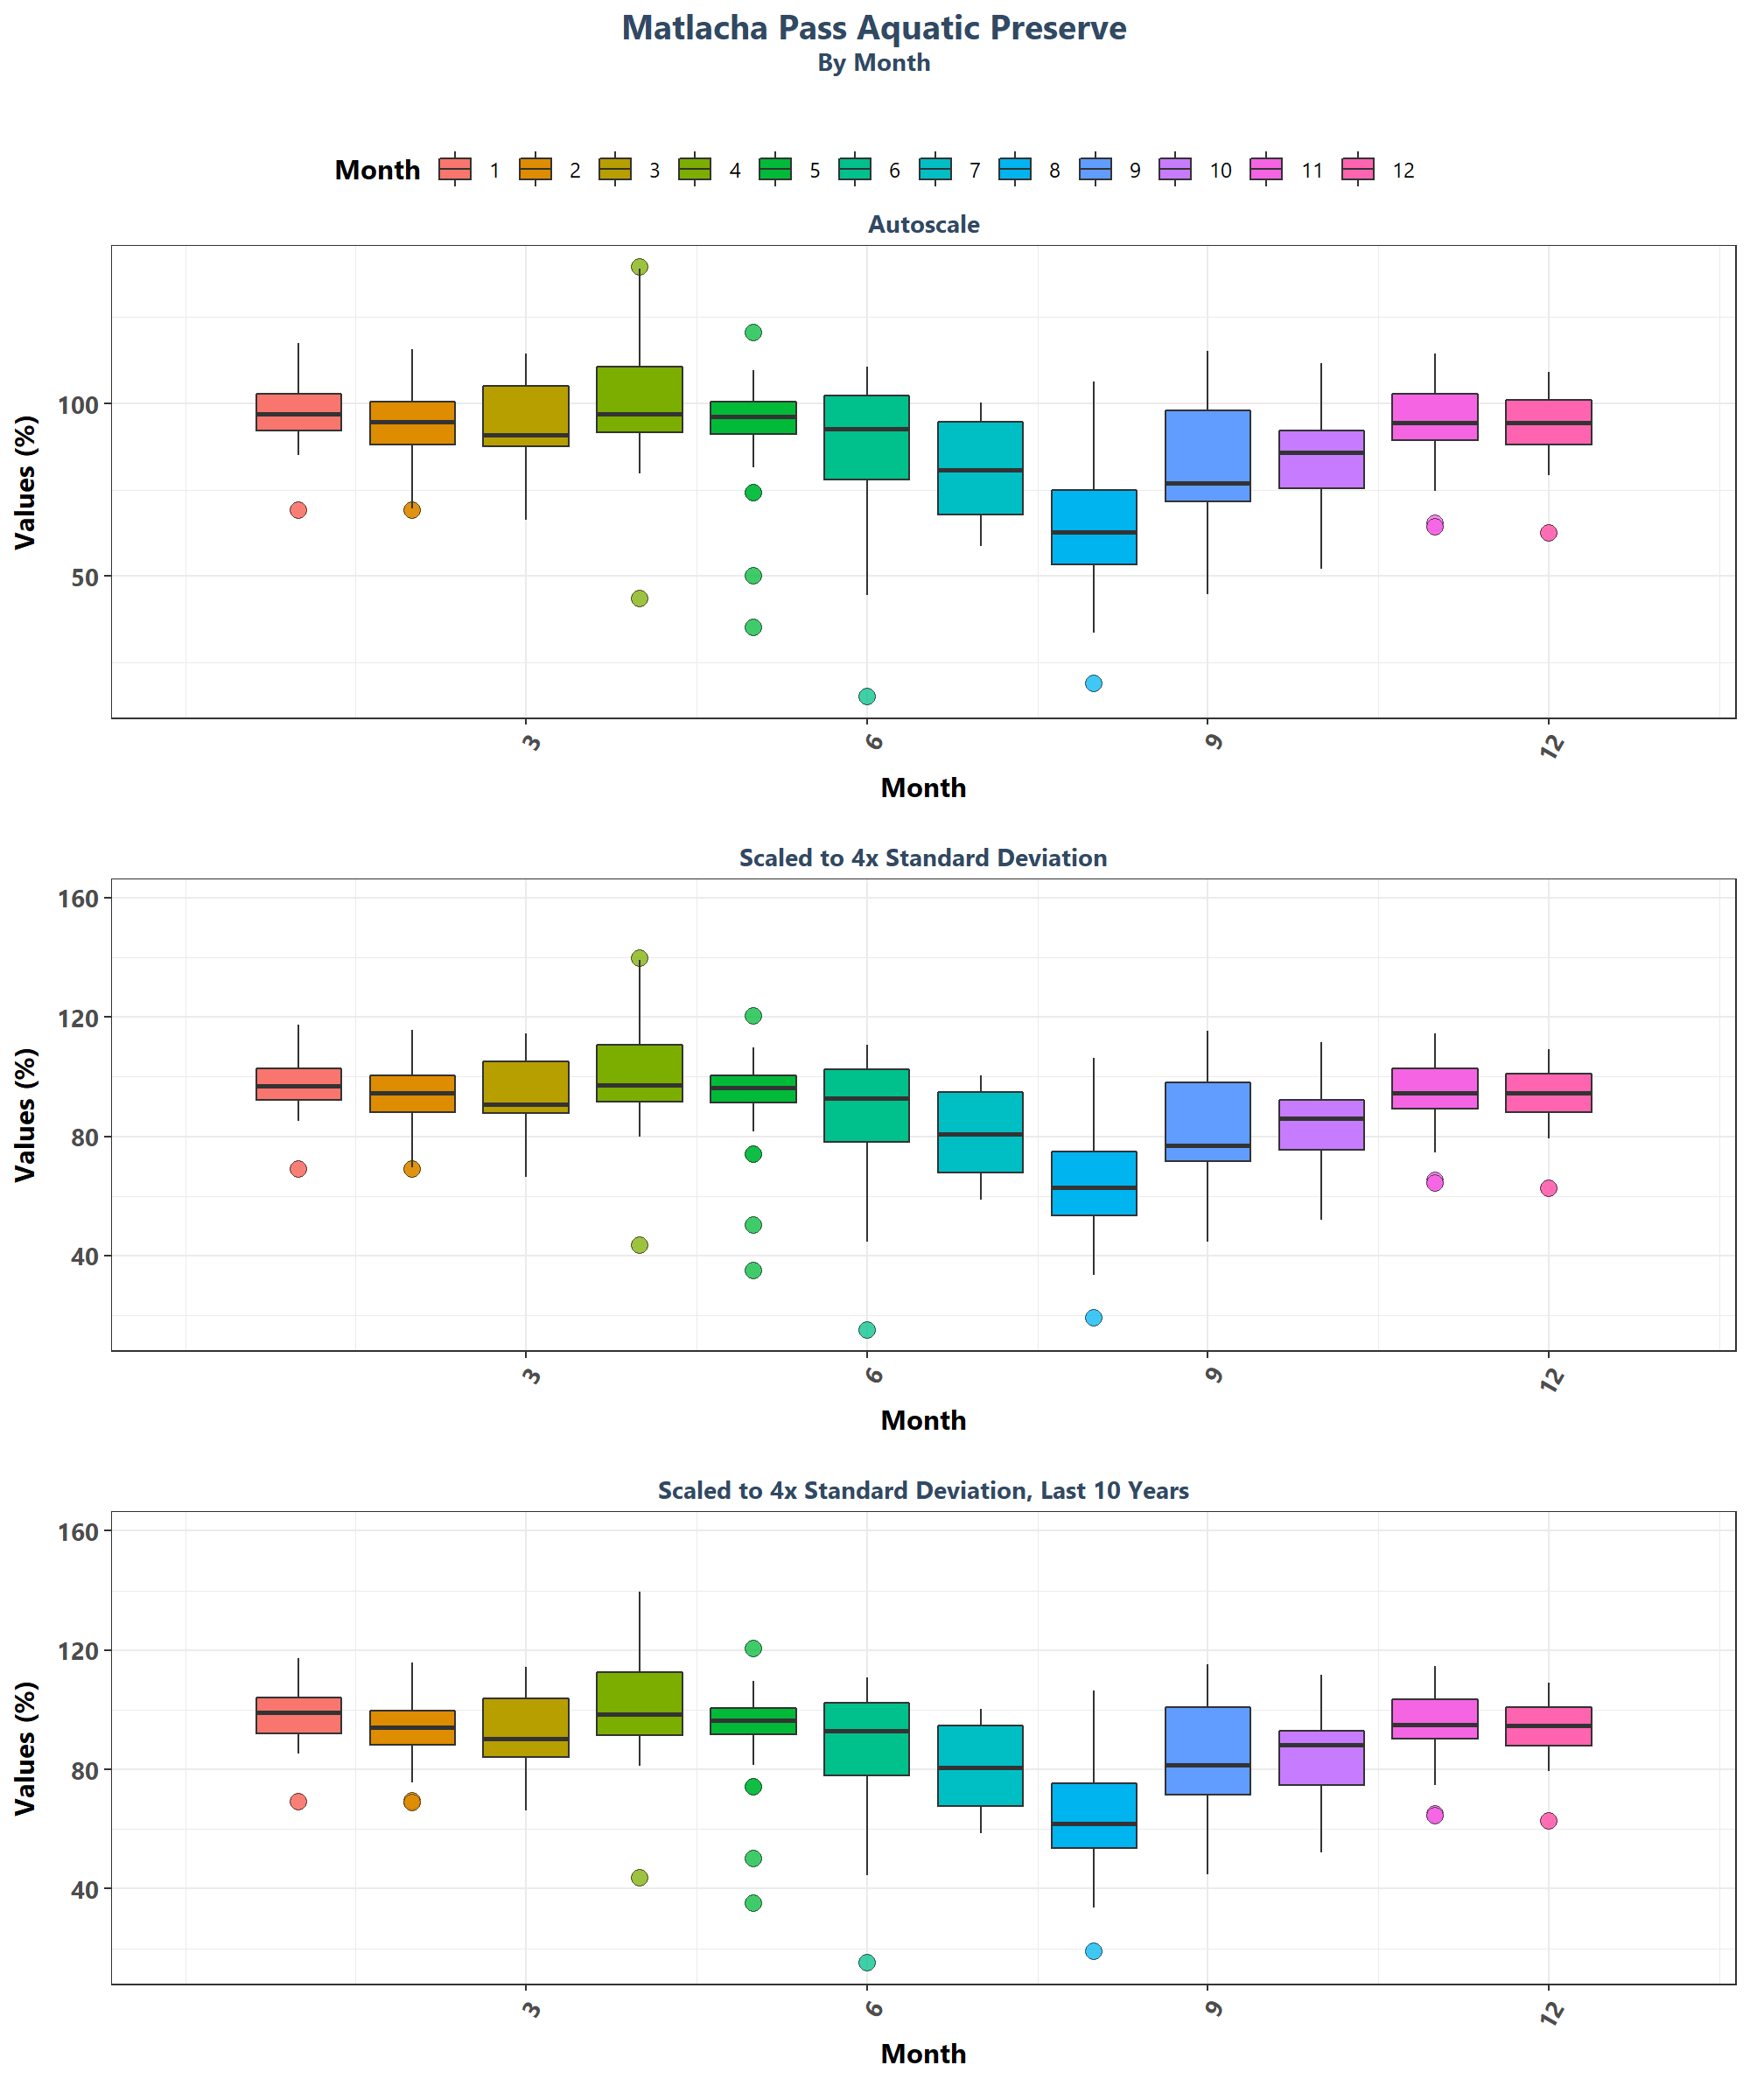 Matlacha Pass Aquatic Preserve
By Month
Month 1 2 3 4 5 6 7 8 9 10 11 12
Autoscale
Values (%)
100
50
3 6 9 12
Month
Scaled to 4x Standard Deviation
Values (%)
160
120
80
40
3 6 9 12
Month
Scaled to 4x Standard Deviation, Last 10 Years
Values (%)
160
120
80
40
3 6 9 12
Month